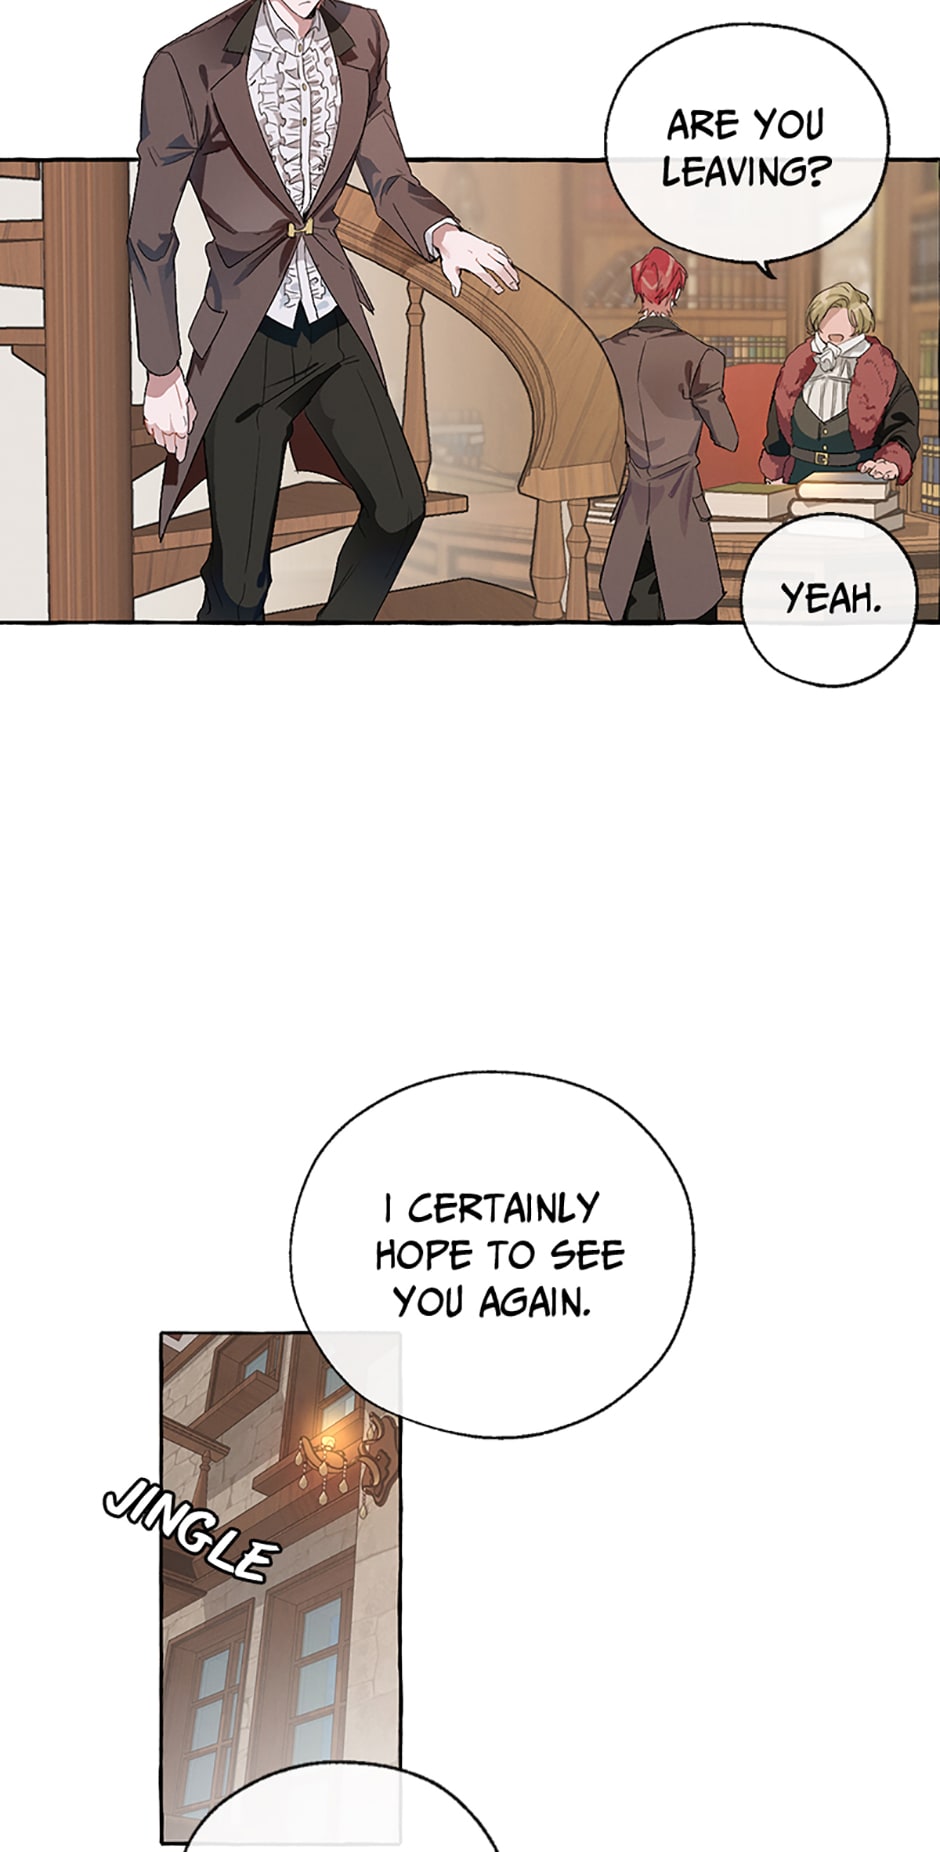 ARE YOU
LEAVING?
YEAH.
I CERTAINLY
HOPE TO SEE
YOU AGAIN.
JINGLE